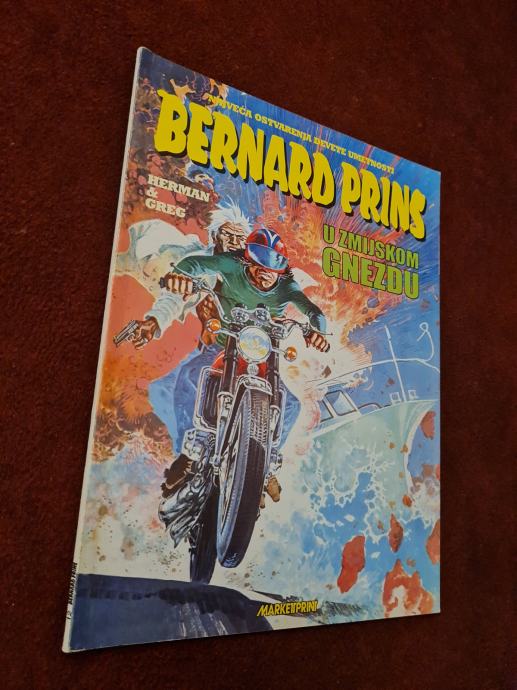 NAJVEĆA OSTVARENJA DEVETE UMETNOSTI
BERNARD PRINS
HERMAN
&
GREG
U ZMIJSKOM
GNEZDU
MARKETPRINT